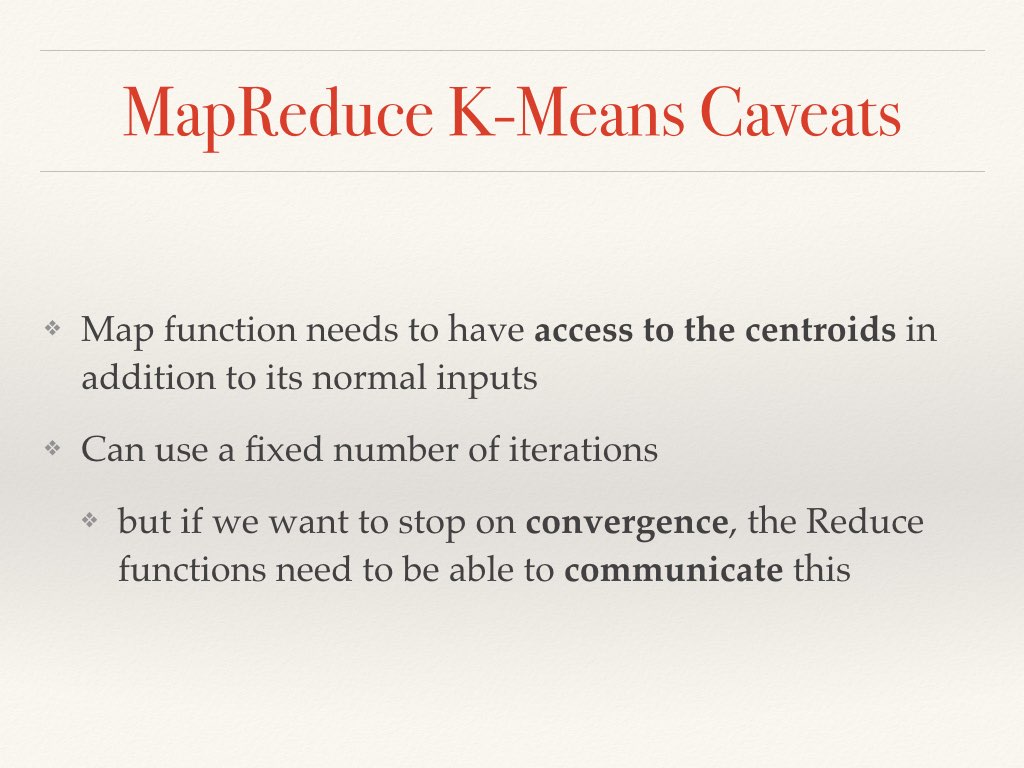 MapReduce K-Means Caveats
❖ Map function needs to have access to the centroids in
addition to its normal inputs
❖ Can use a fixed number of iterations
❖ but if we want to stop on convergence, the Reduce
functions need to be able to communicate this